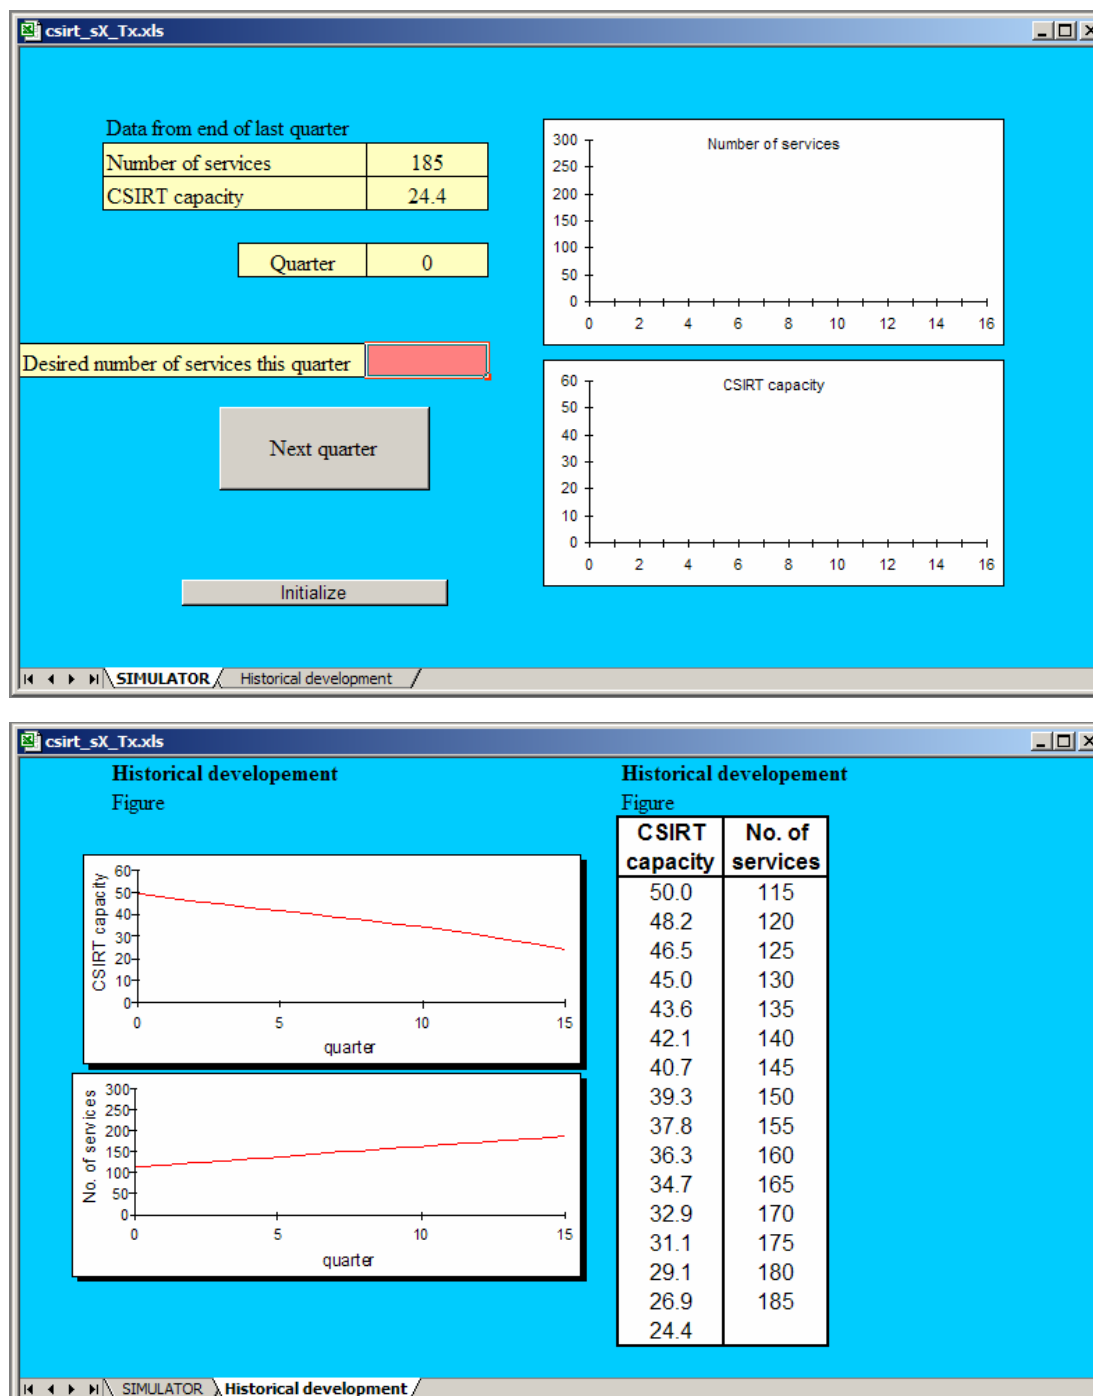 csirt_sX_Tx.xls
Data from end of last quarter
Number of services 185
CSIRT capacity 24.4
Quarter 0
Desired number of services this quarter
Next quarter
Initialize
Number of services
300
250
200
150
100
50
0
0 2 4 6 8 10 12 14 16
CSIRT capacity
60
50
40
30
20
10
0
0 2 4 6 8 10 12 14 16
SIMULATOR Historical development
csirt_sX_Tx.xls
Historical developement
Figure
CSIRT capacity
60
50
40
30
20
10
0
0 5 10 15
quarter
No. of services
300
250
200
150
100
50
0
0 5 10 15
quarter
Historical developement
Figure
CSIRT No. of
capacity services
50.0 115
48.2 120
46.5 125
45.0 130
43.6 135
42.1 140
40.7 145
39.3 150
37.8 155
36.3 160
34.7 165
32.9 170
31.1 175
29.1 180
26.9 185
24.4
SIMULATOR Historical development